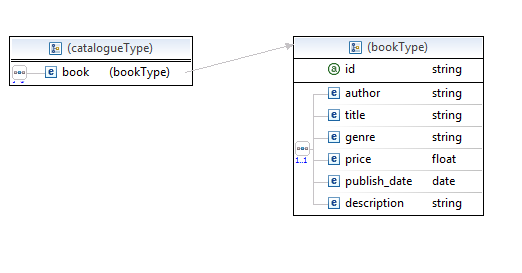 (catalogueType)
e book (bookType)
(bookType)
a id string
e author string
e title string
e genre string
e price float
1..1
e publish_date date
e description string